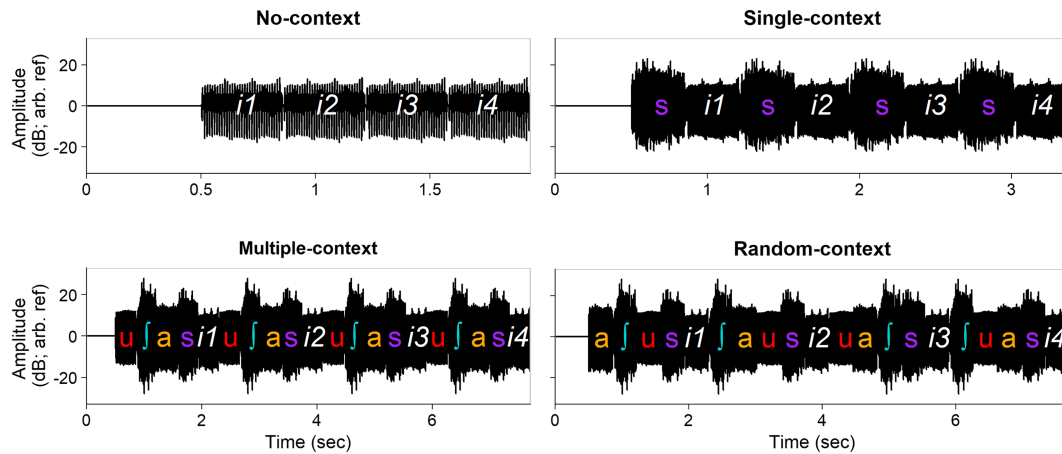 No-context
Single-context
Amplitude
(dB; arb. ref)
20
0
-20
i1 i2 i3 i4
0 0.5 1 1.5
s i1 s i2 s i3 s i4
0 1 2 3
Multiple-context
Random-context
Amplitude
(dB; arb. ref)
20
0
-20
u ʃ a s i1 u ʃ a s i2 u ʃ a s i3 u ʃ a s i4
0 2 4 6
Time (sec)
a ʃ u s i1 ʃ a u s i2 u a ʃ s i3 ʃ u a s i4
0 2 4 6
Time (sec)